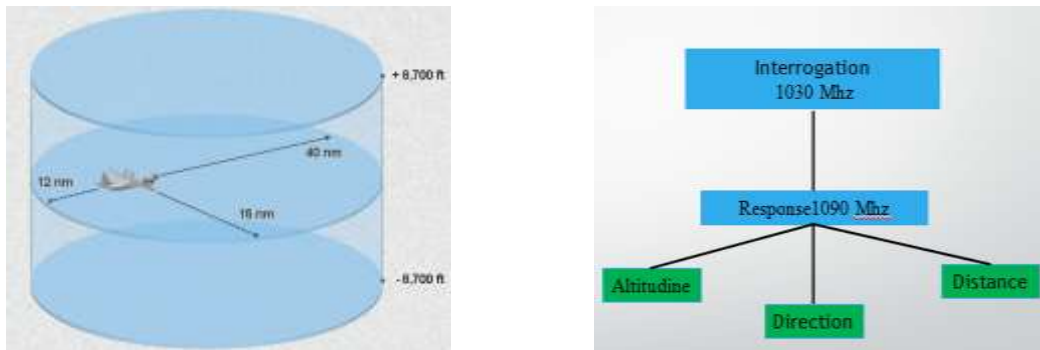 + 8,700 ft
40 nm
12 nm
15 nm
- 8,700 ft
Interrogation
1030 Mhz
Response1090 Mhz
Altitudine
Distance
Direction